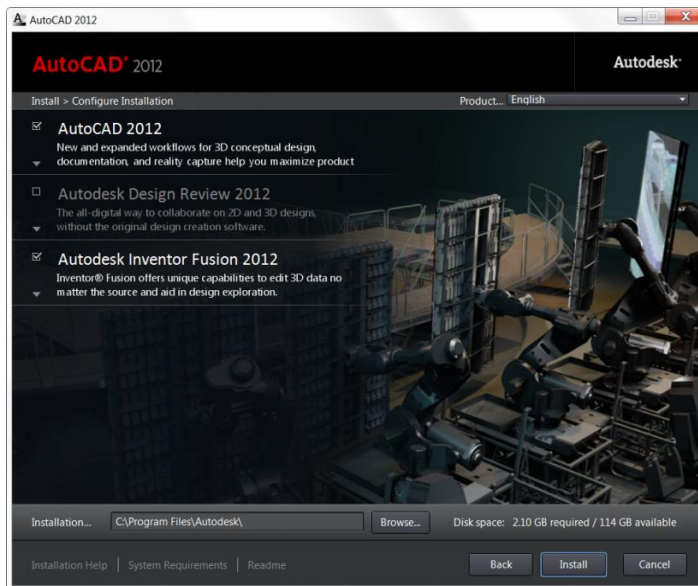 AutoCAD 2012
AutoCAD® 2012
Autodesk®
Install > Configure Installation
Product... English
AutoCAD 2012
New and expanded workflows for 3D conceptual design,
documentation, and reality capture help you maximize product
Autodesk Design Review 2012
The all-digital way to collaborate on 2D and 3D designs,
without the original design creation software.
Autodesk Inventor Fusion 2012
Inventor® Fusion offers unique capabilities to edit 3D data no
matter the source and aid in design exploration.
Installation... C:\Program Files\Autodesk\ Browse... Disk space: 2.10 GB required / 114 GB available
Installation Help | System Requirements | Readme Back Install Cancel